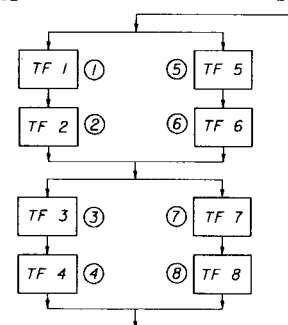 TF 1 ① ⑤ TF 5
TF 2 ② ⑥ TF 6
TF 3 ③ ⑦ TF 7
TF 4 ④ ⑧ TF 8